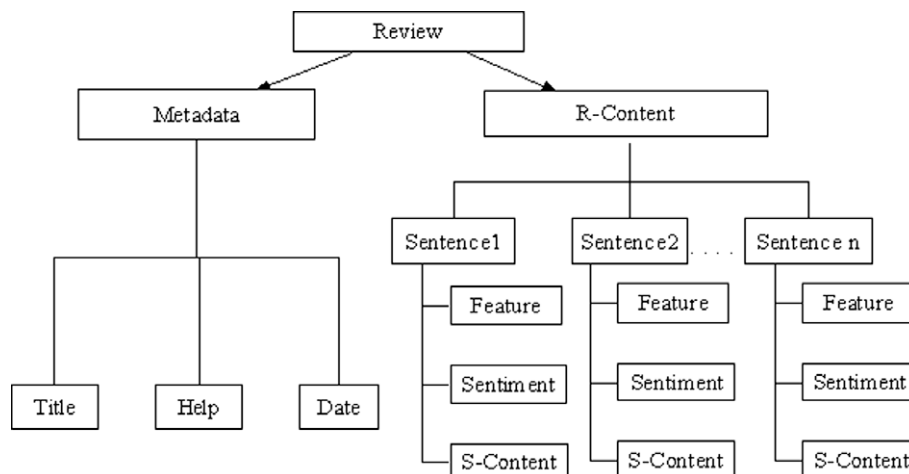 Review
Metadata
R-Content
Sentence1 Sentence2 . . . . Sentence n
Feature Feature Feature
Sentiment Sentiment Sentiment
Title Help Date
S-Content S-Content S-Content